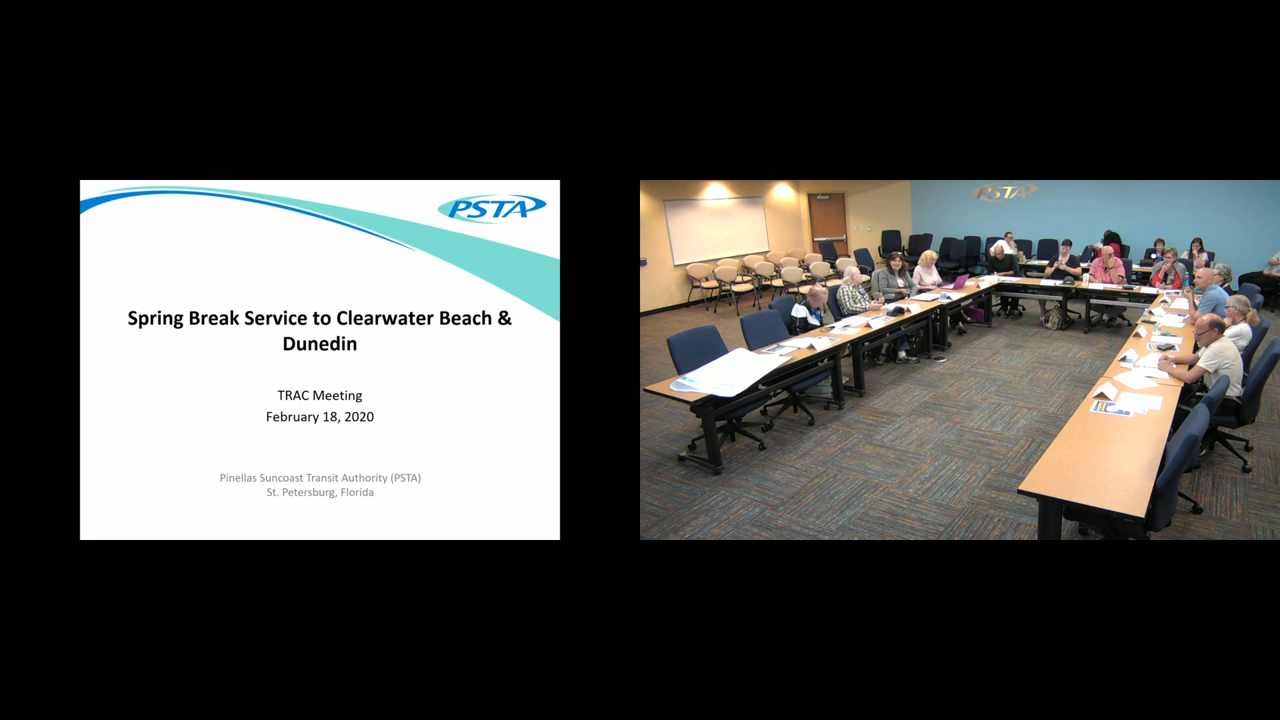 PSTA
Spring Break Service to Clearwater Beach &
Dunedin
TRAC Meeting
February 18, 2020
Pinellas Suncoast Transit Authority (PSTA)
St. Petersburg, Florida
PSTA